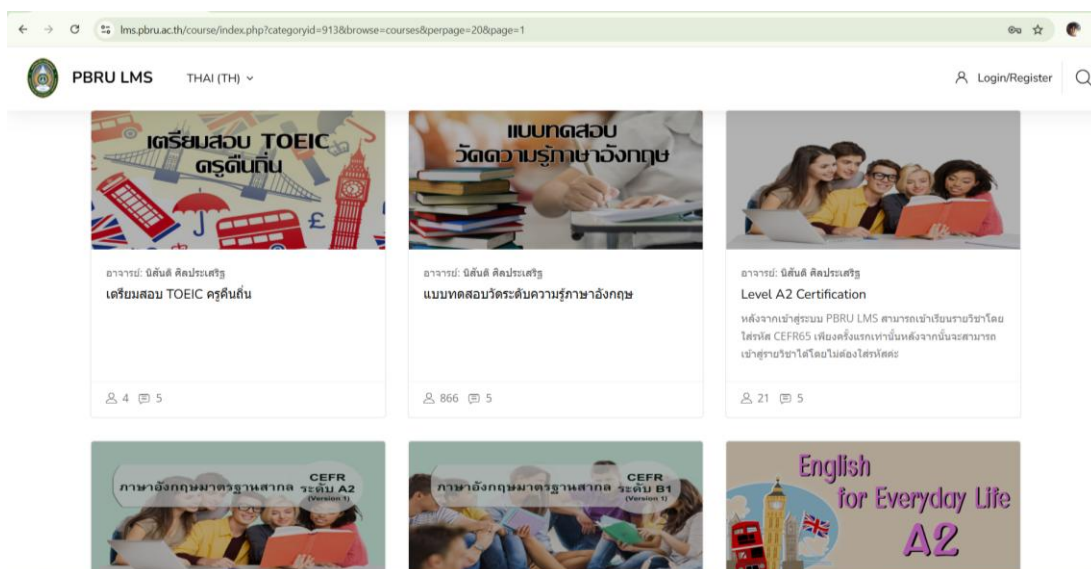 lms.pbru.ac.th/course/index.php?categoryid=913&browse=courses&perpage=20&page=1
PBRU LMS
THAI (TH)
Login/Register
เตรียมสอบ TOEIC
ครูคืนถิ่น
อาจารย์: นิสันติ ศิลประเสริฐ
เตรียมสอบ TOEIC ครูคืนถิ่น
4 5
แบบทดสอบ
วัดความรู้ภาษาอังกฤษ
อาจารย์: นิสันติ ศิลประเสริฐ
แบบทดสอบวัดระดับความรู้ภาษาอังกฤษ
866 5
อาจารย์: นิสันติ ศิลประเสริฐ
Level A2 Certification
หลังจากเข้าสู่ระบบ PBRU LMS สามารถเข้าเรียนรายวิชาโดย
ใส่รหัส CEFR65 เพียงครั้งแรกเท่านั้นหลังจากนั้นจะสามารถ
เข้าสู่รายวิชาได้โดยไม่ต้องใส่รหัสค่ะ
21 5
ภาษาอังกฤษมาตรฐานสากล CEFR ระดับ A2
(Version 1)
ภาษาอังกฤษมาตรฐานสากล CEFR ระดับ B1
(Version 1)
English
for Everyday Life
A2